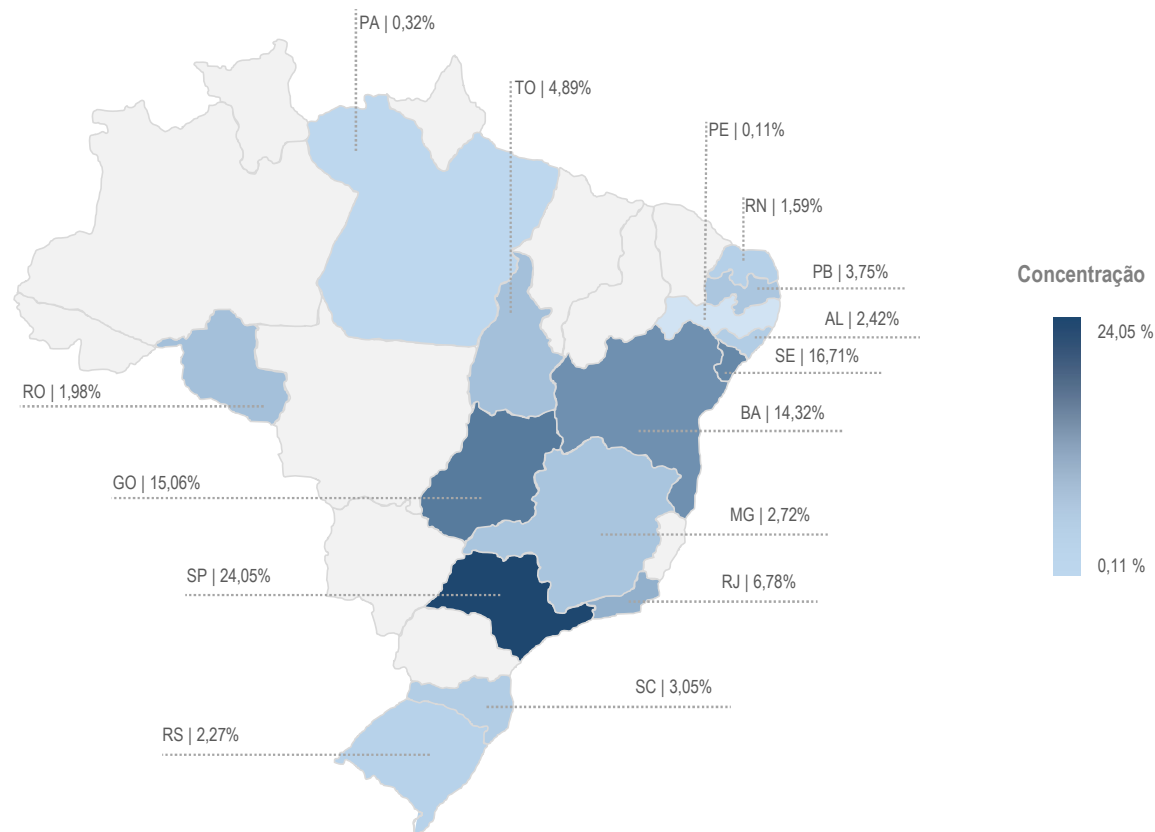 PA | 0,32%
TO | 4,89%
PE | 0,11%
RN | 1,59%
PB | 3,75%
Concentração
AL | 2,42%
24,05 %
SE | 16,71%
RO | 1,98%
BA | 14,32%
GO | 15,06%
MG | 2,72%
0,11 %
SP | 24,05%
RJ | 6,78%
SC | 3,05%
RS | 2,27%